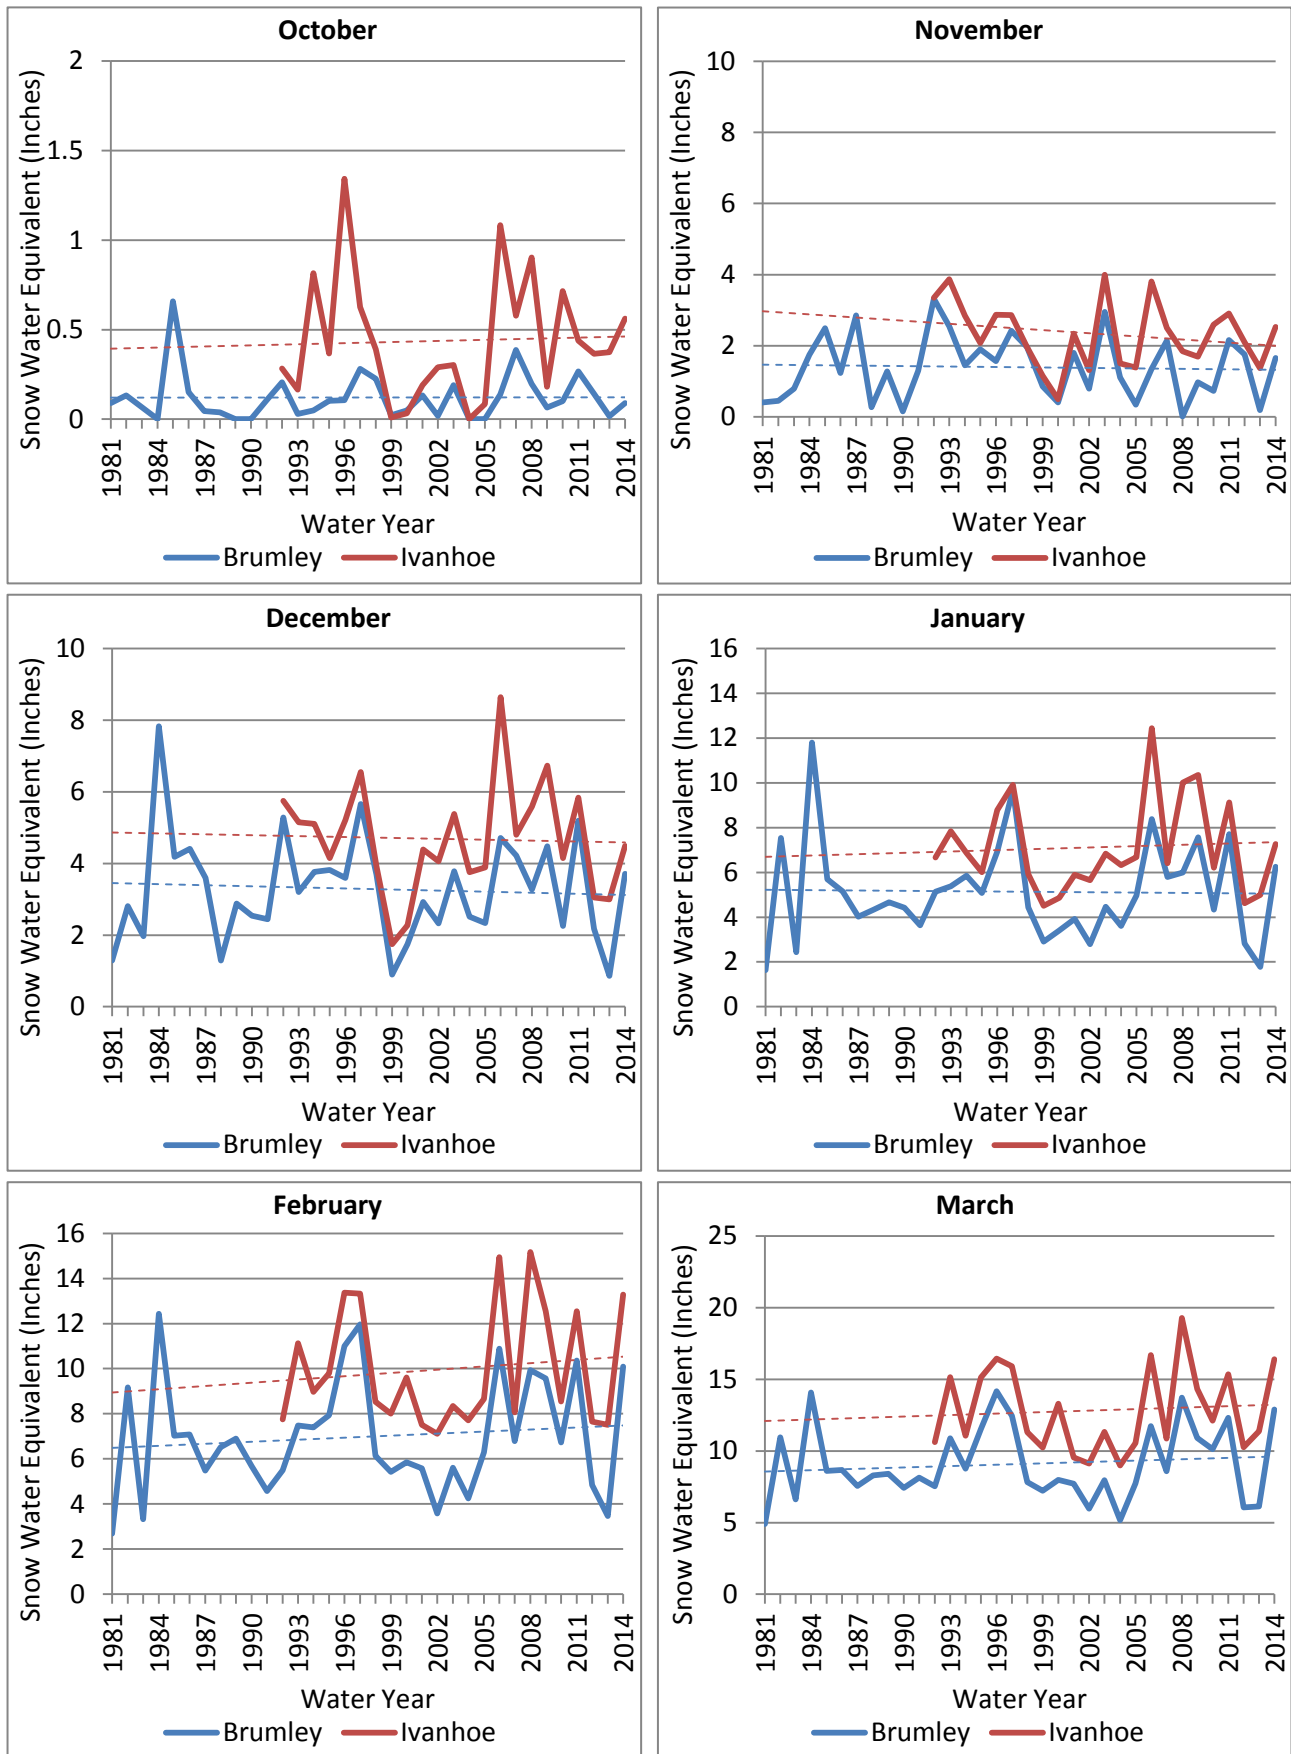 October
Snow Water Equivalent (Inches)
2
1.5
1
0.5
0
1981 1984 1987 1990 1993 1996 1999 2002 2005 2008 2011 2014
Water Year
Brumley Ivanhoe
November
Snow Water Equivalent (Inches)
10
8
6
4
2
0
1981 1984 1987 1990 1993 1996 1999 2002 2005 2008 2011 2014
Water Year
Brumley Ivanhoe
December
Snow Water Equivalent (Inches)
10
8
6
4
2
0
1981 1984 1987 1990 1993 1996 1999 2002 2005 2008 2011 2014
Water Year
Brumley Ivanhoe
January
Snow Water Equivalent (Inches)
16
14
12
10
8
6
4
2
0
1981 1984 1987 1990 1993 1996 1999 2002 2005 2008 2011 2014
Water Year
Brumley Ivanhoe
February
Snow Water Equivalent (Inches)
16
14
12
10
8
6
4
2
0
1981 1984 1987 1990 1993 1996 1999 2002 2005 2008 2011 2014
Water Year
Brumley Ivanhoe
March
Snow Water Equivalent (Inches)
25
20
15
10
5
0
1981 1984 1987 1990 1993 1996 1999 2002 2005 2008 2011 2014
Water Year
Brumley Ivanhoe